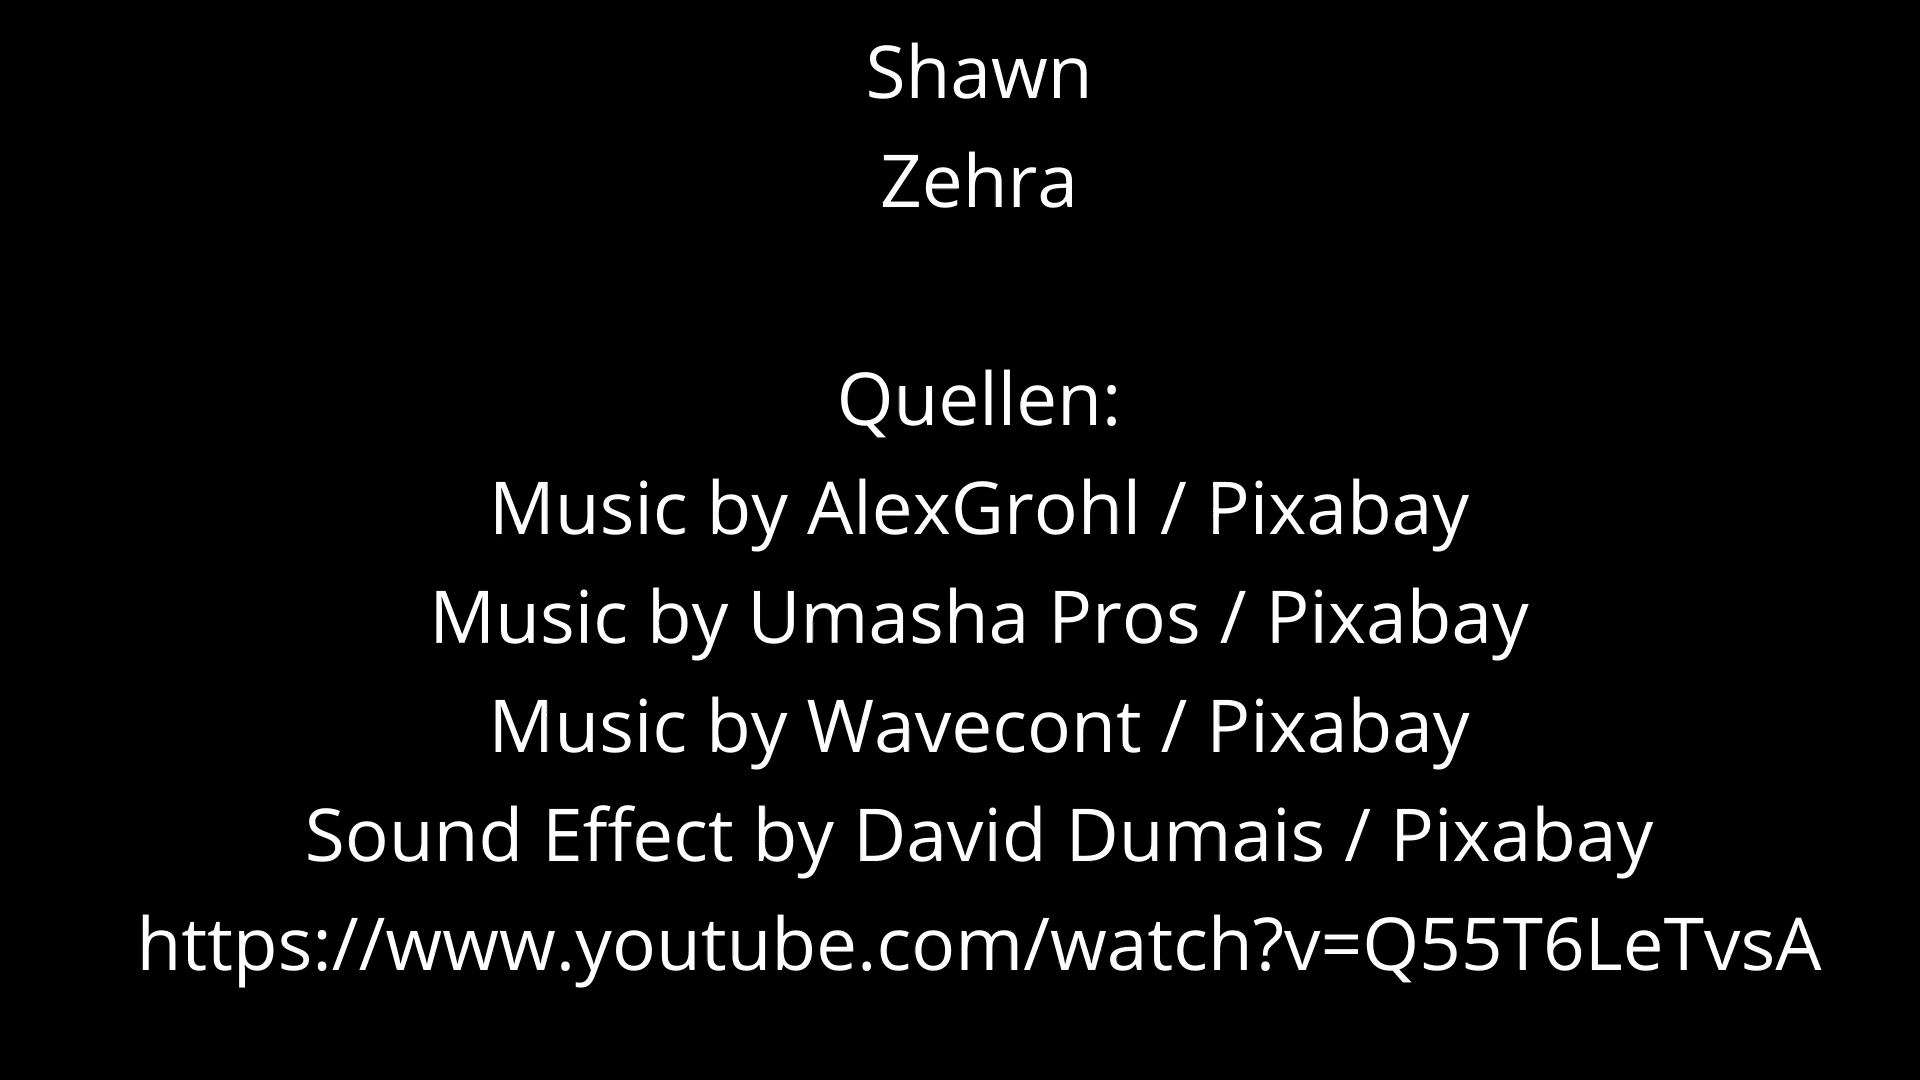 Shawn
Zehra
Quellen:
Music by AlexGrohl / Pixabay
Music by Umasha Pros / Pixabay
Music by Wavecont / Pixabay
Sound Effect by David Dumais / Pixabay
https://www.youtube.com/watch?v=Q55T6LeTvsA